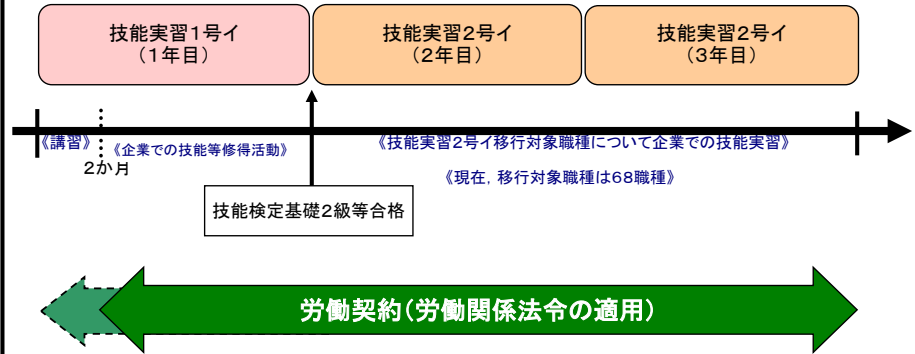 技能実習1号イ
(1年目)
技能実習2号イ
(2年目)
技能実習2号イ
(3年目)
《講習》
2か月
《企業での技能等修得活動》
《技能実習2号イ移行対象職種について企業での技能実習》
《現在，移行対象職種は68職種》
技能検定基礎2級等合格
労働契約(労働関係法令の適用)